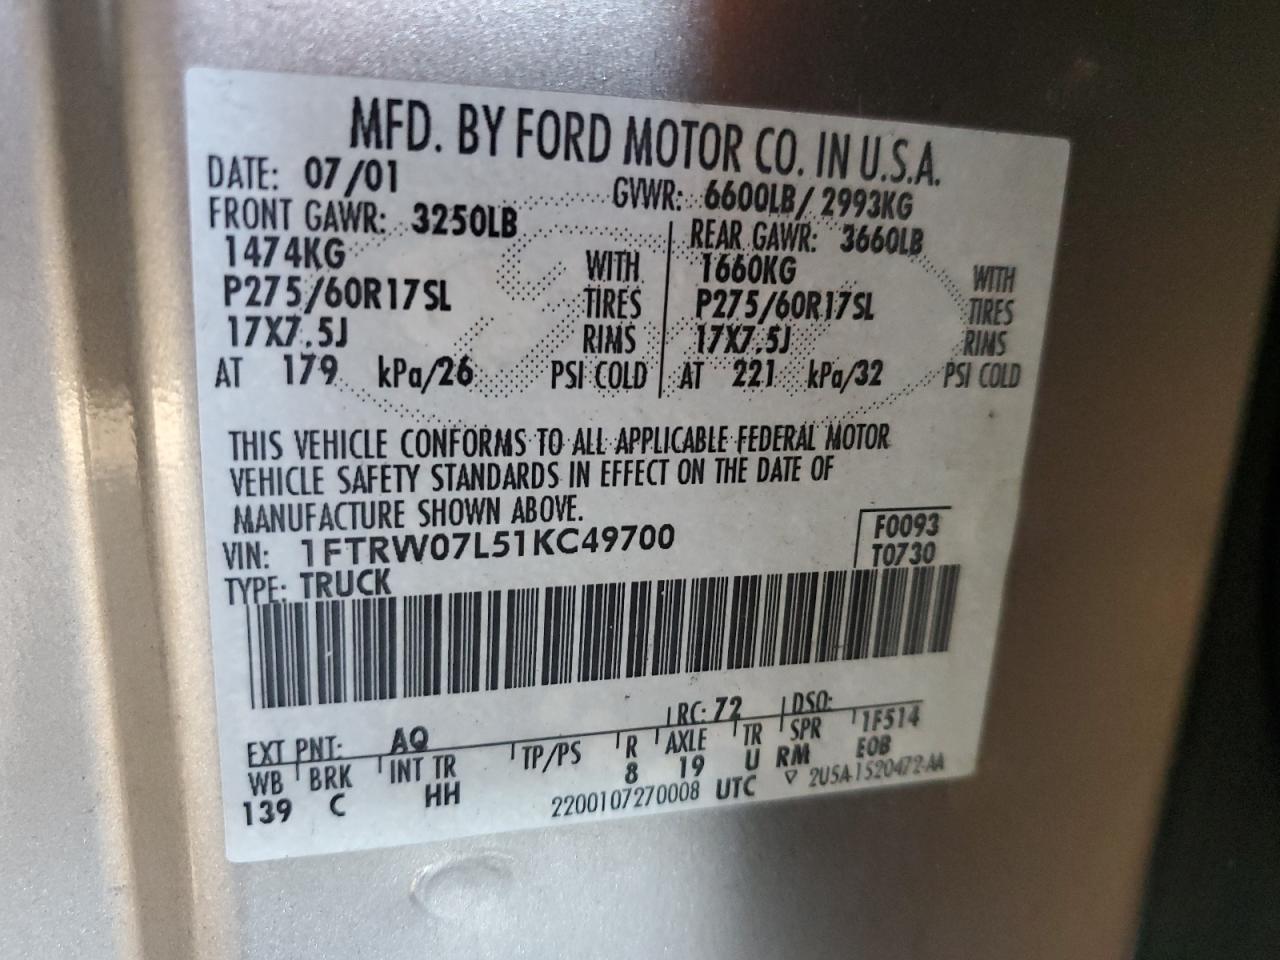 MFD. BY FORD MOTOR CO. IN U.S.A.
DATE: 07/01 GVWR: 6600LB/ 2993KG
FRONT GAWR: 3250LB REAR GAWR: 3660LB
1474KG WITH 1660KG WITH
P275/60R17SL TIRES P275/60R17SL TIRES
17X7.5J RIMS 17X7.5J RIMS
AT 179 kPa/26 PSI COLD AT 221 kPa/32 PSI COLD
THIS VEHICLE CONFORMS TO ALL APPLICABLE FEDERAL MOTOR
VEHICLE SAFETY STANDARDS IN EFFECT ON THE DATE OF
MANUFACTURE SHOWN ABOVE.
VIN: 1FTRW07L51KC49700 F0093
TYPE: TRUCK T0730
EXT PNT: AQ RC: 72 DSO:
WB BRK INT TR TP/PS R AXLE TR SPR 1F514
139 C HH 8 19 U RM EOB
2200107270008 UTC ▽ 2U5A-1520472-AA